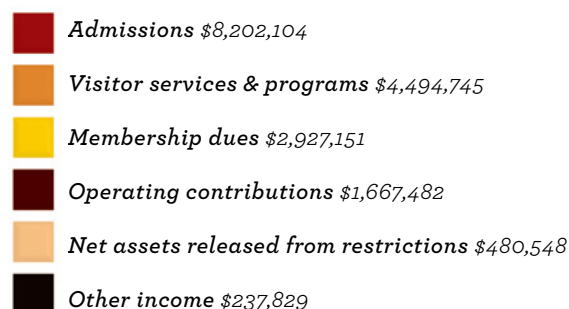 Admissions $8,202,104
Visitor services & programs $4,494,745
Membership dues $2,927,151
Operating contributions $1,667,482
Net assets released from restrictions $480,548
Other income $237,829